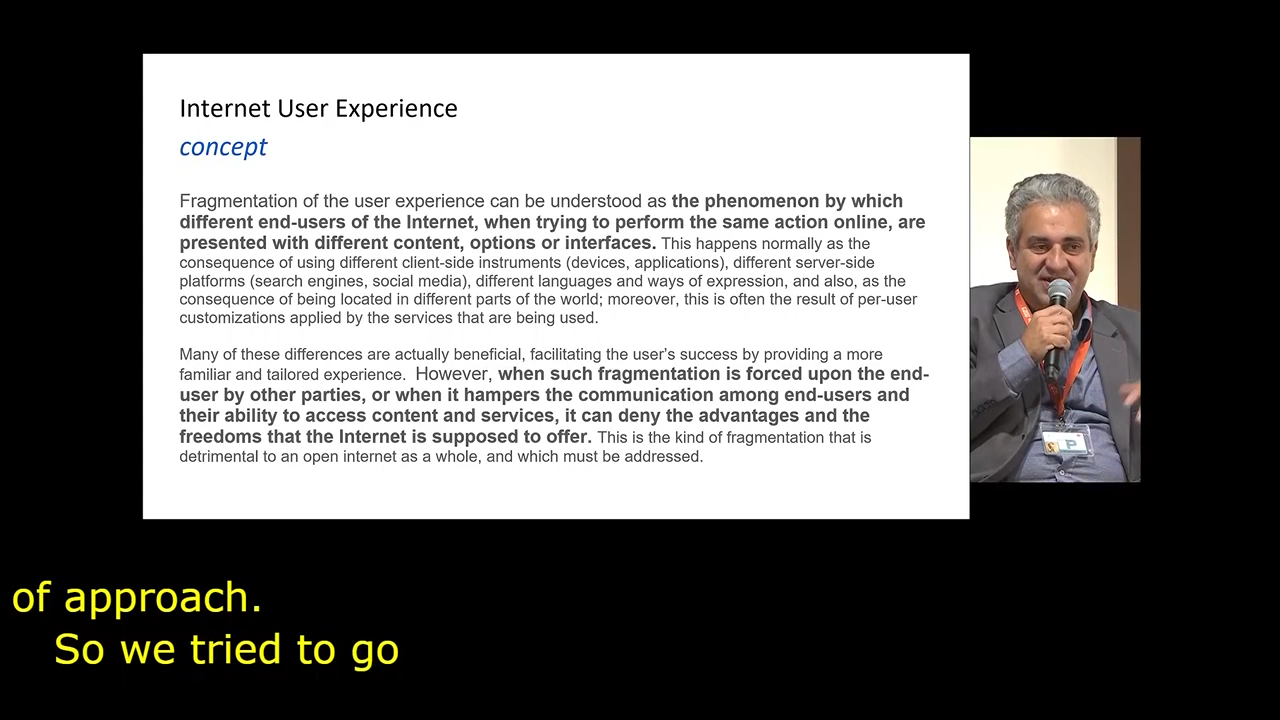 Internet User Experience
concept
Fragmentation of the user experience can be understood as the phenomenon by which
different end-users of the Internet, when trying to perform the same action online, are
presented with different content, options or interfaces. This happens normally as the
consequence of using different client-side instruments (devices, applications), different server-side
platforms (search engines, social media), different languages and ways of expression, and also, as the
consequence of being located in different parts of the world; moreover, this is often the result of per-user
customizations applied by the services that are being used.
Many of these differences are actually beneficial, facilitating the user’s success by providing a more
familiar and tailored experience.  However, when such fragmentation is forced upon the end-
user by other parties, or when it hampers the communication among end-users and
their ability to access content and services, it can deny the advantages and the
freedoms that the Internet is supposed to offer. This is the kind of fragmentation that is
detrimental to an open internet as a whole, and which must be addressed.
P
of approach.
So we tried to go